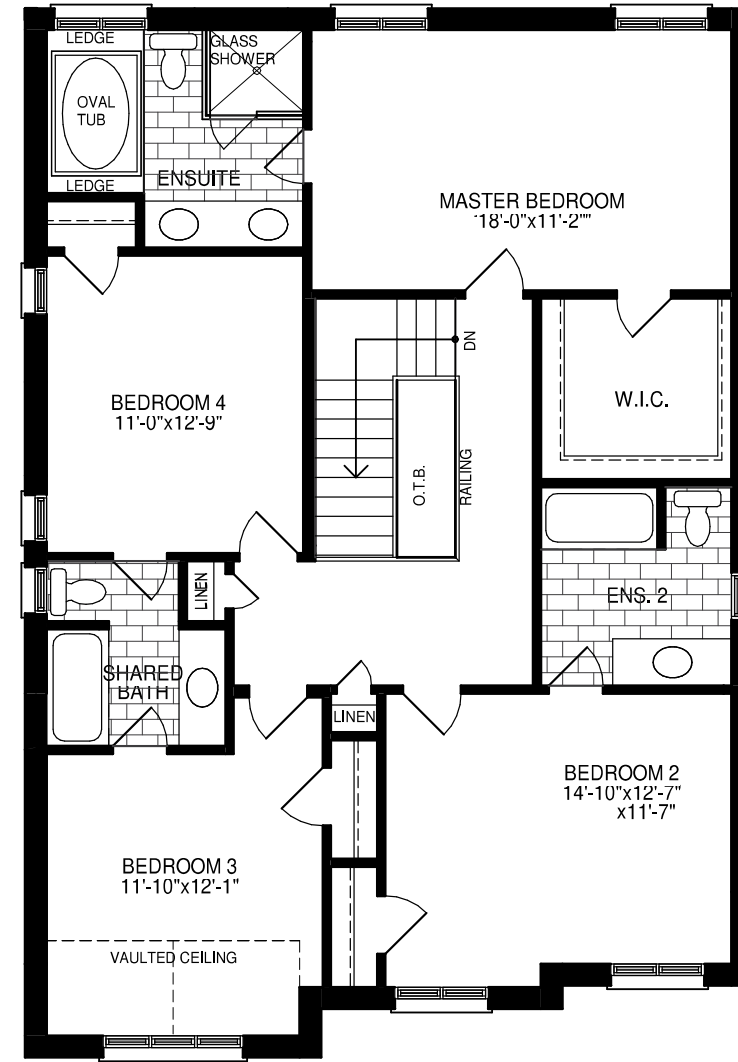 LEDGE
GLASS
SHOWER
OVAL
TUB
LEDGE
ENSUITE
MASTER BEDROOM
18'-0"x11'-2""
DN
BEDROOM 4
11'-0"x12'-9"
W.I.C.
O.T.B.
RAILING
LINEN
ENS. 2
SHARED
BATH
LINEN
BEDROOM 2
14'-10"x12'-7"
x11'-7"
BEDROOM 3
11'-10"x12'-1"
VAULTED CEILING